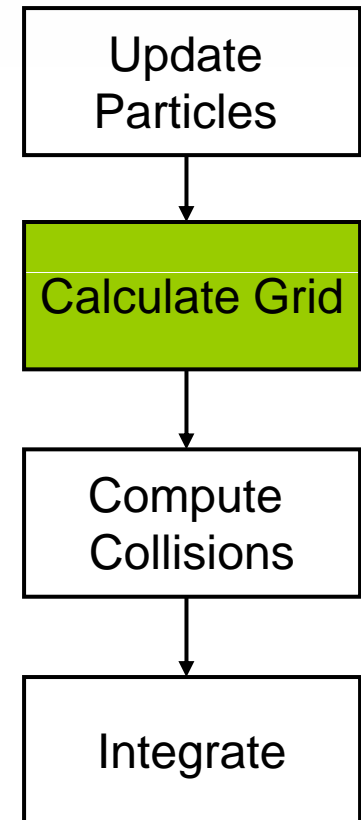 Update
Particles
Calculate Grid
Compute
Collisions
Integrate